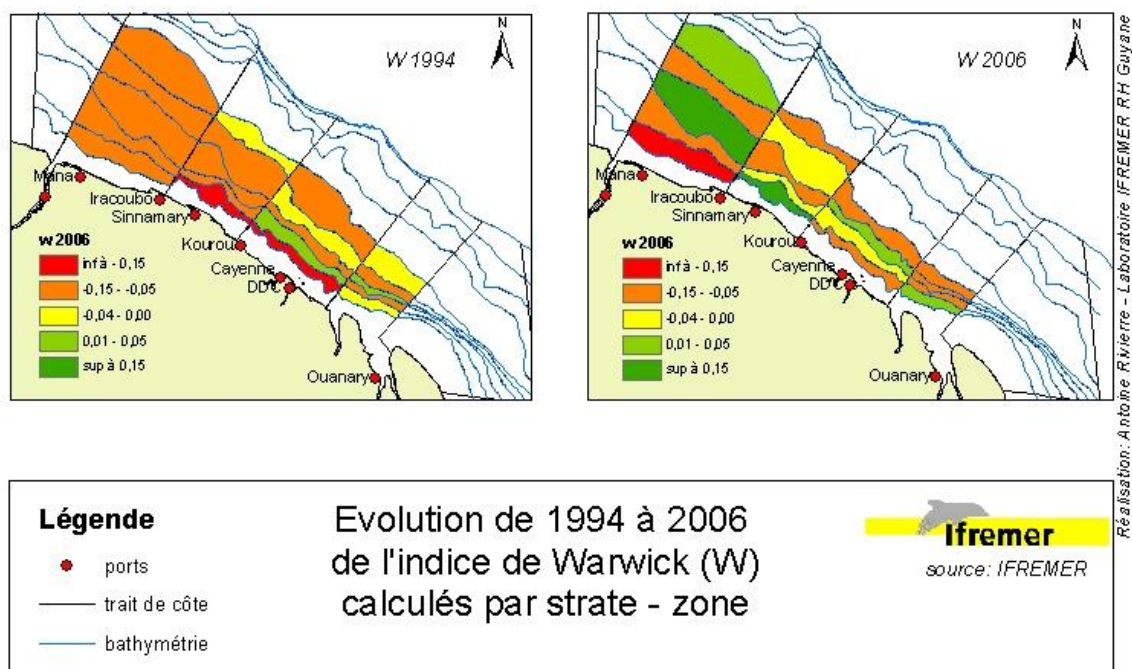 N
W 1994
Mana
Iracoubo
Sinnamary
Kourou
Cayenne
DDC
Ouanary
w 2006
inf à - 0,15
-0,15 - -0,05
-0,04 - 0,00
0,01 - 0,05
sup à 0,15
N
W 2006
Mana
Iracoubo
Sinnamary
Kourou
Cayenne
DDC
Ouanary
w 2006
inf à - 0,15
-0,15 - -0,05
-0,04 - 0,00
0,01 - 0,05
sup à 0,15
Réalisation: Antoine Rivierre - Laboratoire IFREMER RH Guyane
Légende
ports
trait de côte
bathymétrie
Evolution de 1994 à 2006
de l'indice de Warwick (W)
calculés par strate - zone
Ifremer
source: IFREMER